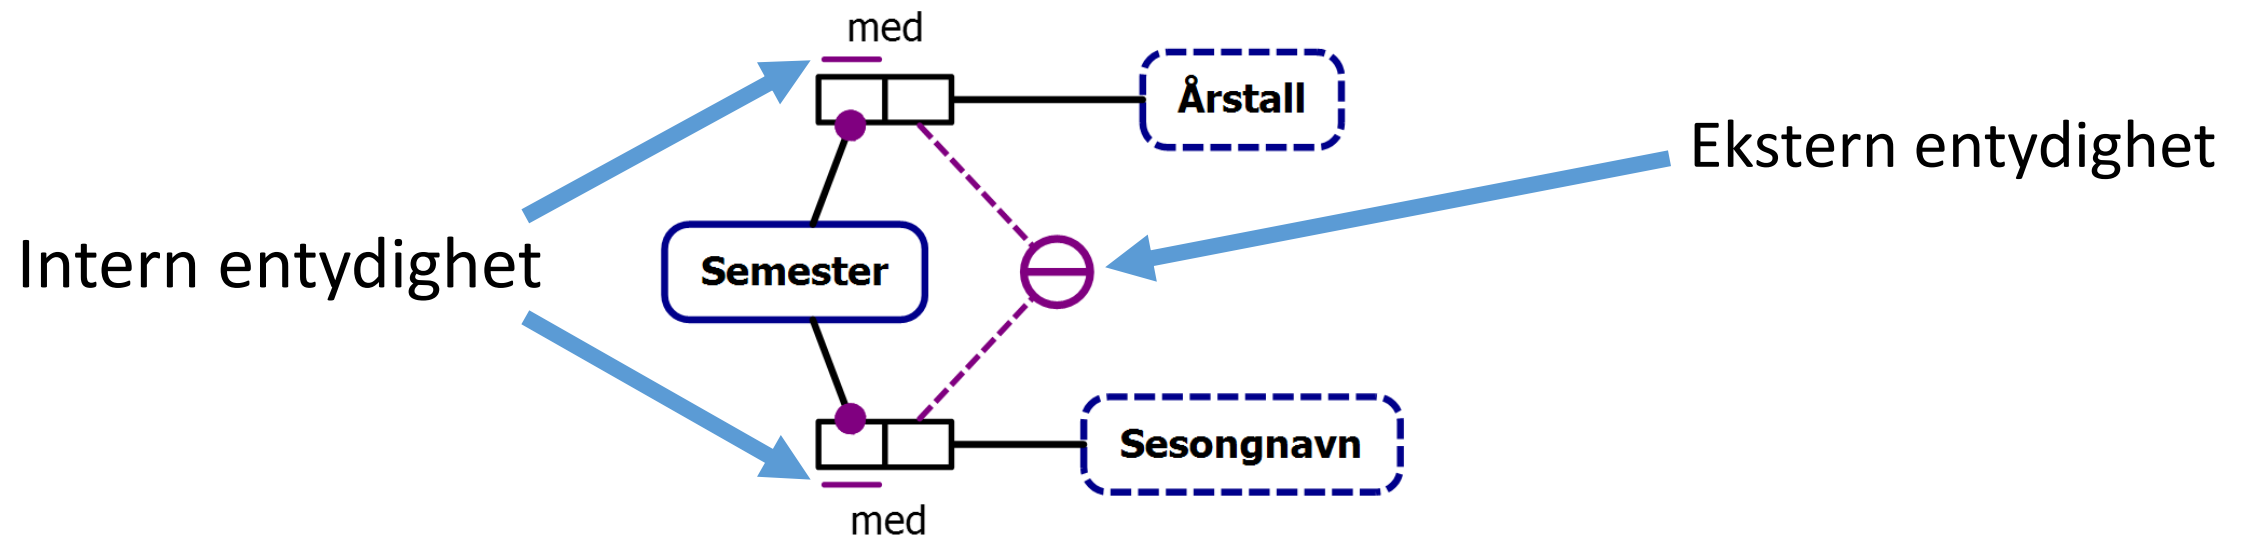 med
Årstall
Ekstern entydighet
Intern entydighet
Semester
Sesongnavn
med